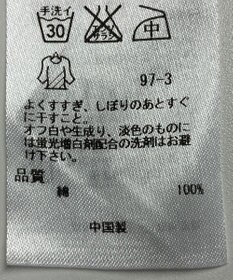 手洗イ
30
エンソ
サラシ
中
97-3
よくすすぎ、しぼりのあとすぐ
に干すこと。
オフ白や生成り、淡色のものに
は蛍光増白剤配合の洗剤はお避
け下さい。
品質
綿 100%
中国製